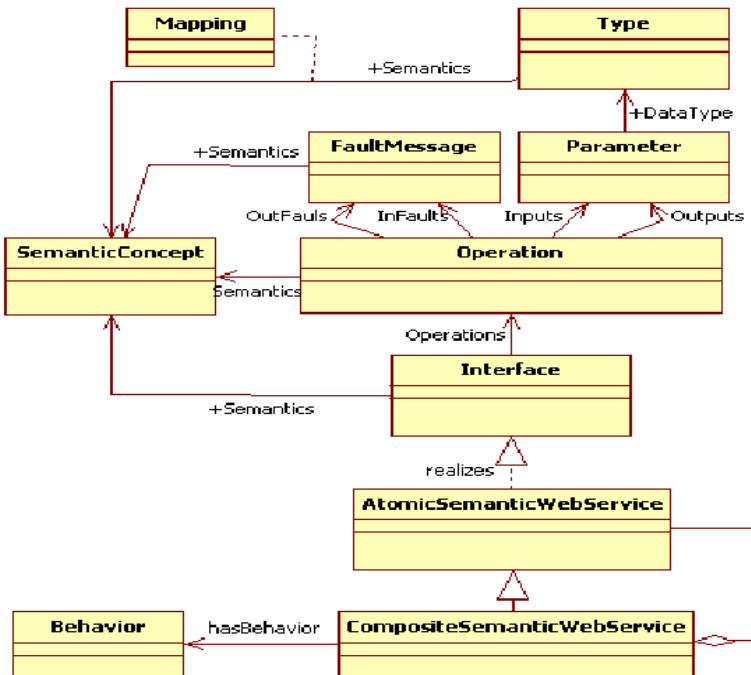 Mapping
Type
+Semantics
+DataType
FaultMessage
Parameter
+Semantics
OutFauls
InFaults
Inputs
Outputs
SemanticConcept
Operation
Semantics
Operations
Interface
+Semantics
realizes
AtomicSemanticWebService
Behavior
hasBehavior
CompositeSemanticWebService